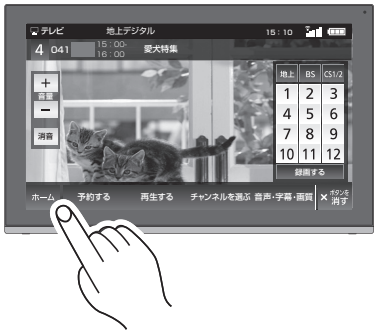 テレビ 地上デジタル 15:10
4 041 15:00-16:00 愛犬特集
+
音量
−
消音
地上 BS CS1/2
1 2 3
4 5 6
7 8 9
10 11 12
録画する
ホーム 予約する 再生する チャンネルを選ぶ 音声・字幕・画質 × ボタンを消す